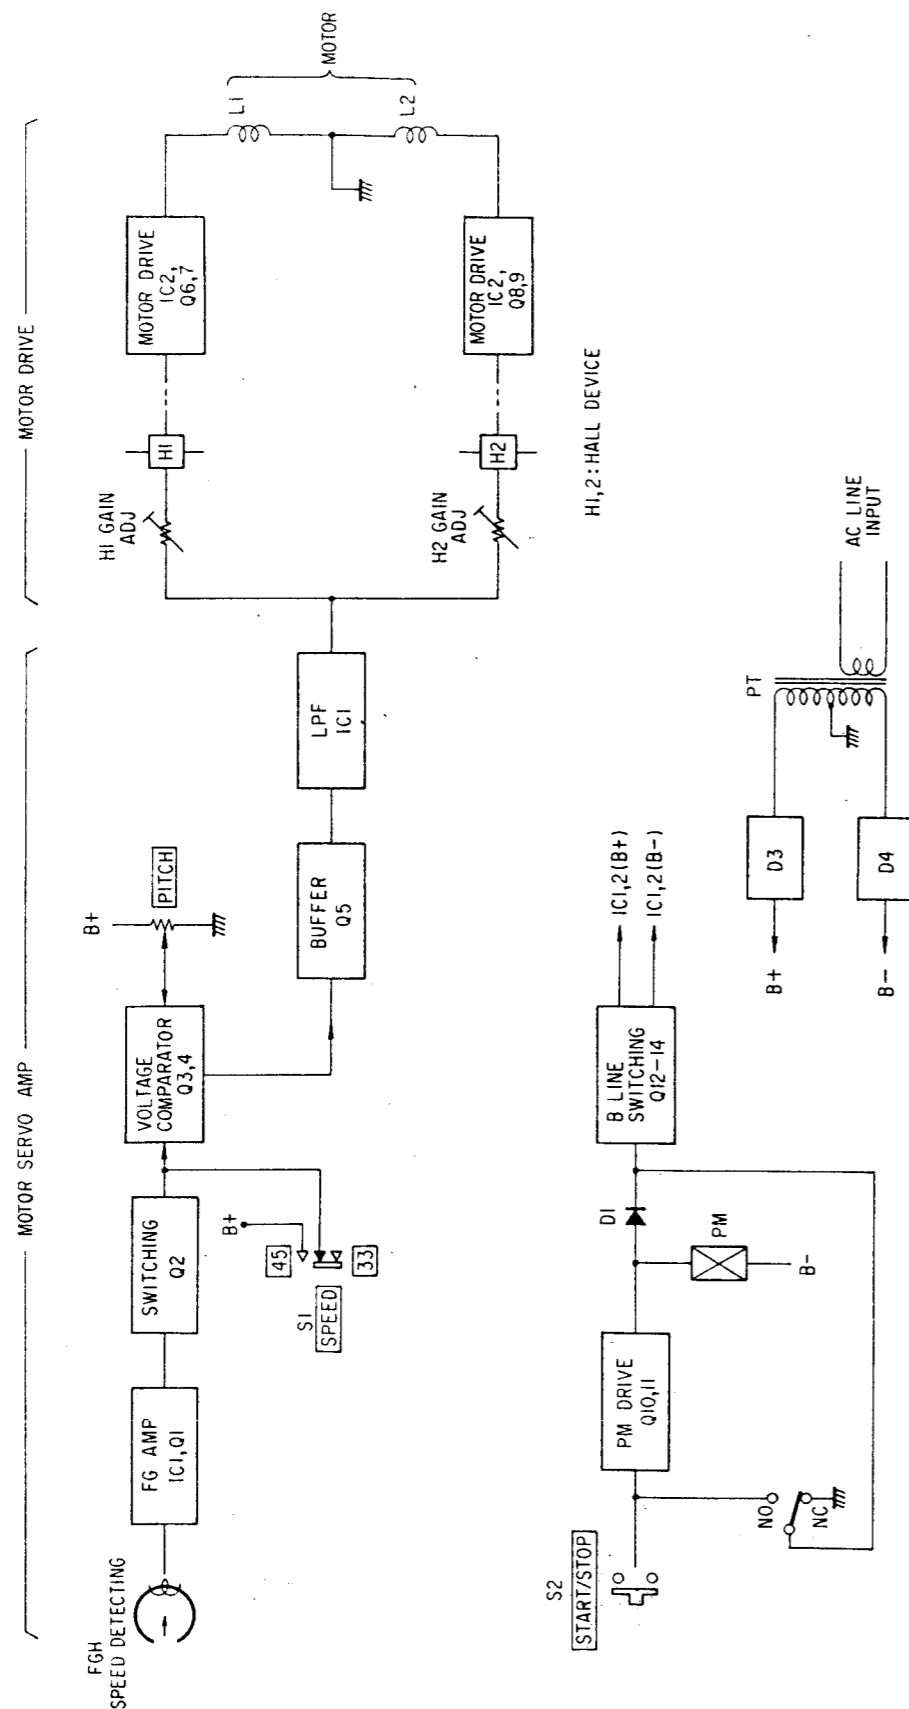 MOTOR SERVO AMP
MOTOR DRIVE
FGH
SPEED DETECTING
FG AMP
IC1,Q1
SWITCHING
Q2
B+
45
33
S1
SPEED
VOLTAGE
COMPARATOR
Q3,4
B+
PITCH
BUFFER
Q5
LPF
IC1
H1 GAIN
ADJ
H1
MOTOR DRIVE
IC2,
Q6,7
L1
MOTOR
L2
H2 GAIN
ADJ
H2
MOTOR DRIVE
IC2,
Q8,9
H1,2:HALL DEVICE
S2
START/STOP
NO
NC
PM DRIVE
Q10,11
D1
PM
B-
B LINE
SWITCHING
Q12-14
IC1,2(B+)
IC1,2(B-)
B+
D3
B-
D4
PT
AC LINE
INPUT